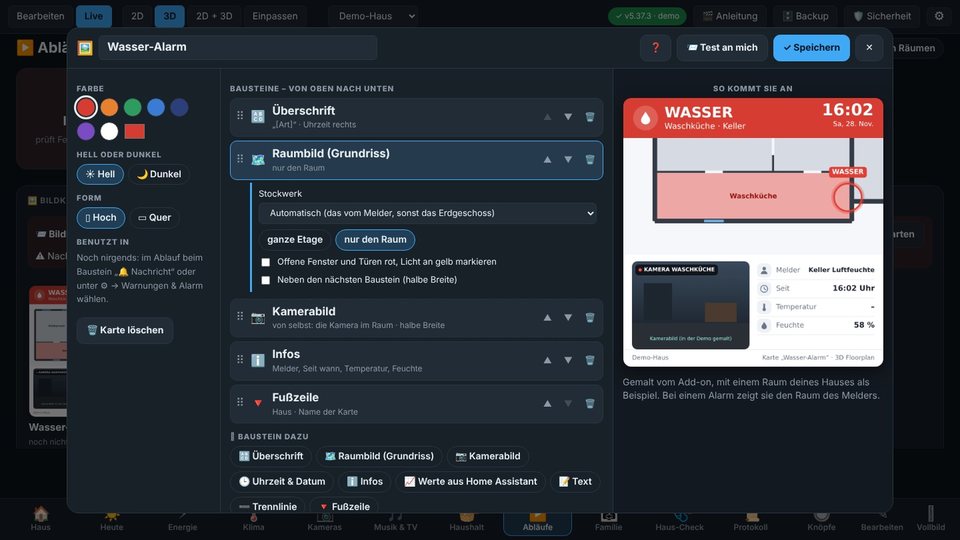 Bearbeiten Live 2D 3D 2D + 3D Einpassen Demo-Haus ✓ v5.37.3 · demo Anleitung Backup Sicherheit
Wasser-Alarm
❓ Test an mich ✓ Speichern ✕
FARBE
HELL ODER DUNKEL
☀ Hell 🌙 Dunkel
FORM
▯ Hoch ▭ Quer
BENUTZT IN
Noch nirgends: im Ablauf beim
Baustein „🔔 Nachricht“ oder
unter ⚙ → Warnungen & Alarm
wählen.
🗑 Karte löschen
BAUSTEINE – VON OBEN NACH UNTEN
Überschrift
„[Art]“ · Uhrzeit rechts
Raumbild (Grundriss)
nur den Raum
Stockwerk
Automatisch (das vom Melder, sonst das Erdgeschoss)
ganze Etage nur den Raum
Offene Fenster und Türen rot, Licht an gelb markieren
Neben den nächsten Baustein (halbe Breite)
Kamerabild
von selbst: die Kamera im Raum · halbe Breite
Infos
Melder, Seit wann, Temperatur, Feuchte
Fußzeile
Haus · Name der Karte
BAUSTEIN DAZU
Überschrift Raumbild (Grundriss) Kamerabild
Uhrzeit & Datum Infos Werte aus Home Assistant Text
Trennlinie Fußzeile
SO KOMMT SIE AN
WASSER 16:02
Waschküche · Keller Sa, 28. Nov.
WASSER
Waschküche
KAMERA WASCHKÜCHE
Kamerabild (in der Demo gemalt)
Melder Keller Luftfeuchte
Seit 16:02 Uhr
Temperatur –
Feuchte 58 %
Demo-Haus Karte „Wasser-Alarm“ · 3D Floorplan
Gemalt vom Add-on, mit einem Raum deines Hauses als
Beispiel. Bei einem Alarm zeigt sie den Raum des Melders.
Haus Heute Energie Klima Kameras Musik & TV Haushalt Abläufe Familie Haus-Check Protokoll Knöpfe Bearbeiten Vollbild